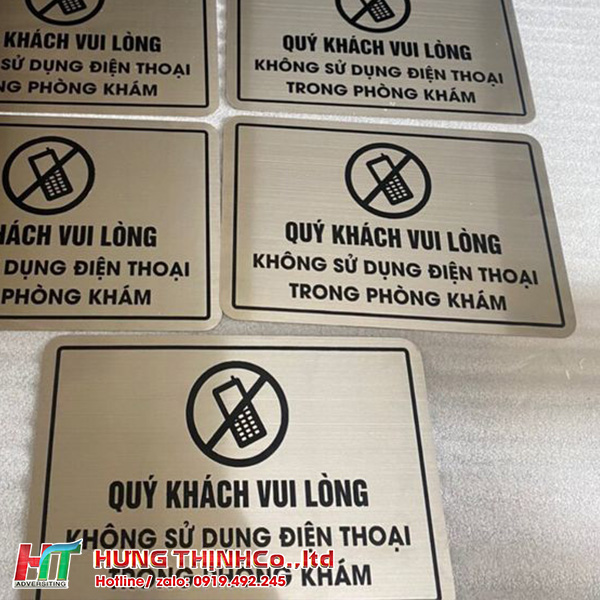 KHÁCH VUI LÒNG
SỬ DỤNG ĐIỆN THOẠI
PHÒNG KHÁM
QUÝ KHÁCH VUI LÒNG
KHÔNG SỬ DỤNG ĐIỆN THOẠI
TRONG PHÒNG KHÁM
VUI LÒNG
DỤNG ĐIỆN THOẠI
PHÒNG KHÁM
QUÝ KHÁCH VUI LÒNG
KHÔNG SỬ DỤNG ĐIỆN THOẠI
TRONG PHÒNG KHÁM
QUÝ KHÁCH VUI LÒNG
KHÔNG SỬ DỤNG ĐIỆN THOẠI
TRONG PHÒNG KHÁM
HT
ADVERSITING
HUNG THINHCo.,ltd
Hotline/ zalo: 0919.492.245